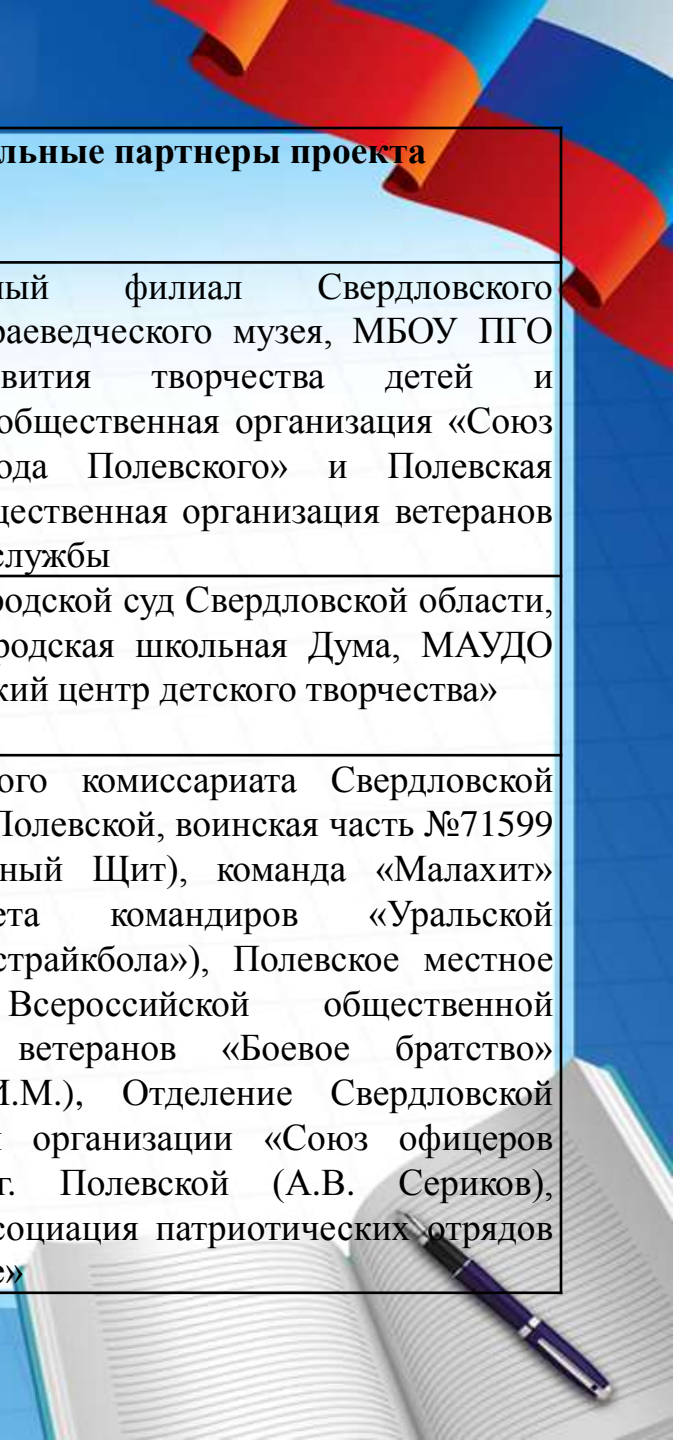 льные партнеры проекта
ный филиал Свердловского
раеведческого музея, МБОУ ПГО
вития творчества детей и
общественная организация «Союз
ода Полевского» и Полевская
щественная организация ветеранов
службы
родской суд Свердловской области,
родская школьная Дума, МАУДО
кий центр детского творчества»
ого комиссариата Свердловской
Полевской, воинская часть №71599
ный Щит), команда «Малахит»
ета командиров «Уральской
страйкбола»), Полевское местное
Всероссийской общественной
ветеранов «Боевое братство»
И.М.), Отделение Свердловской
организации «Союз офицеров
г. Полевской (А.В. Сериков),
социация патриотических отрядов
е»